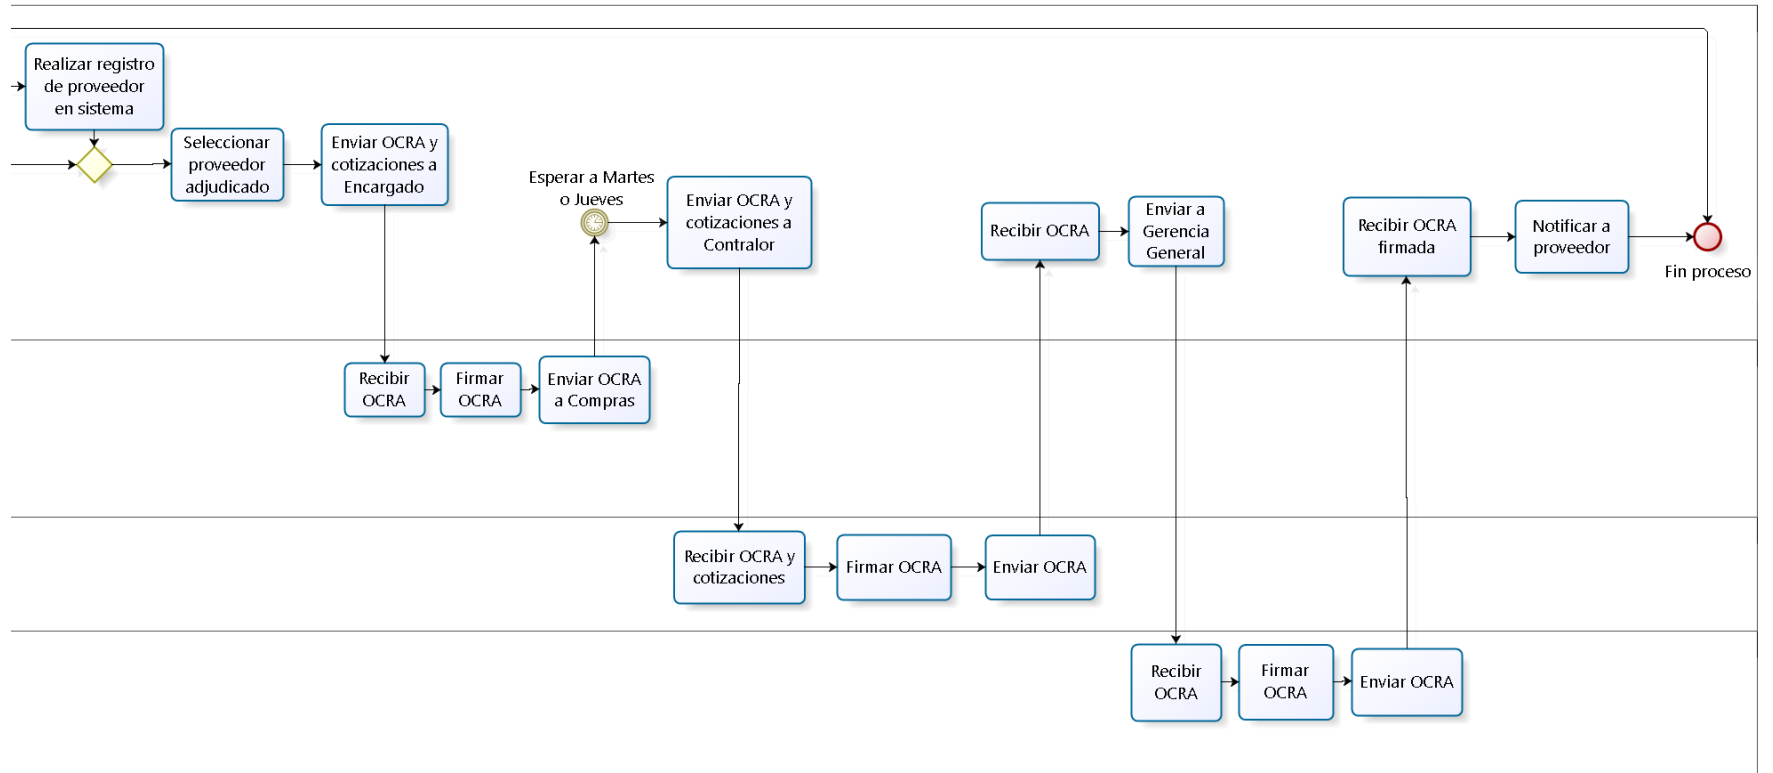 Realizar registro
de proveedor
en sistema
Seleccionar
proveedor
adjudicado
Enviar OCRA y
cotizaciones a
Encargado
Esperar a Martes
o Jueves
Enviar OCRA y
cotizaciones a
Contralor
Recibir OCRA
Enviar a
Gerencia
General
Recibir OCRA
firmada
Notificar a
proveedor
Fin proceso
Recibir
OCRA
Firmar
OCRA
Enviar OCRA
a Compras
Recibir OCRA y
cotizaciones
Firmar OCRA
Enviar OCRA
Recibir
OCRA
Firmar
OCRA
Enviar OCRA